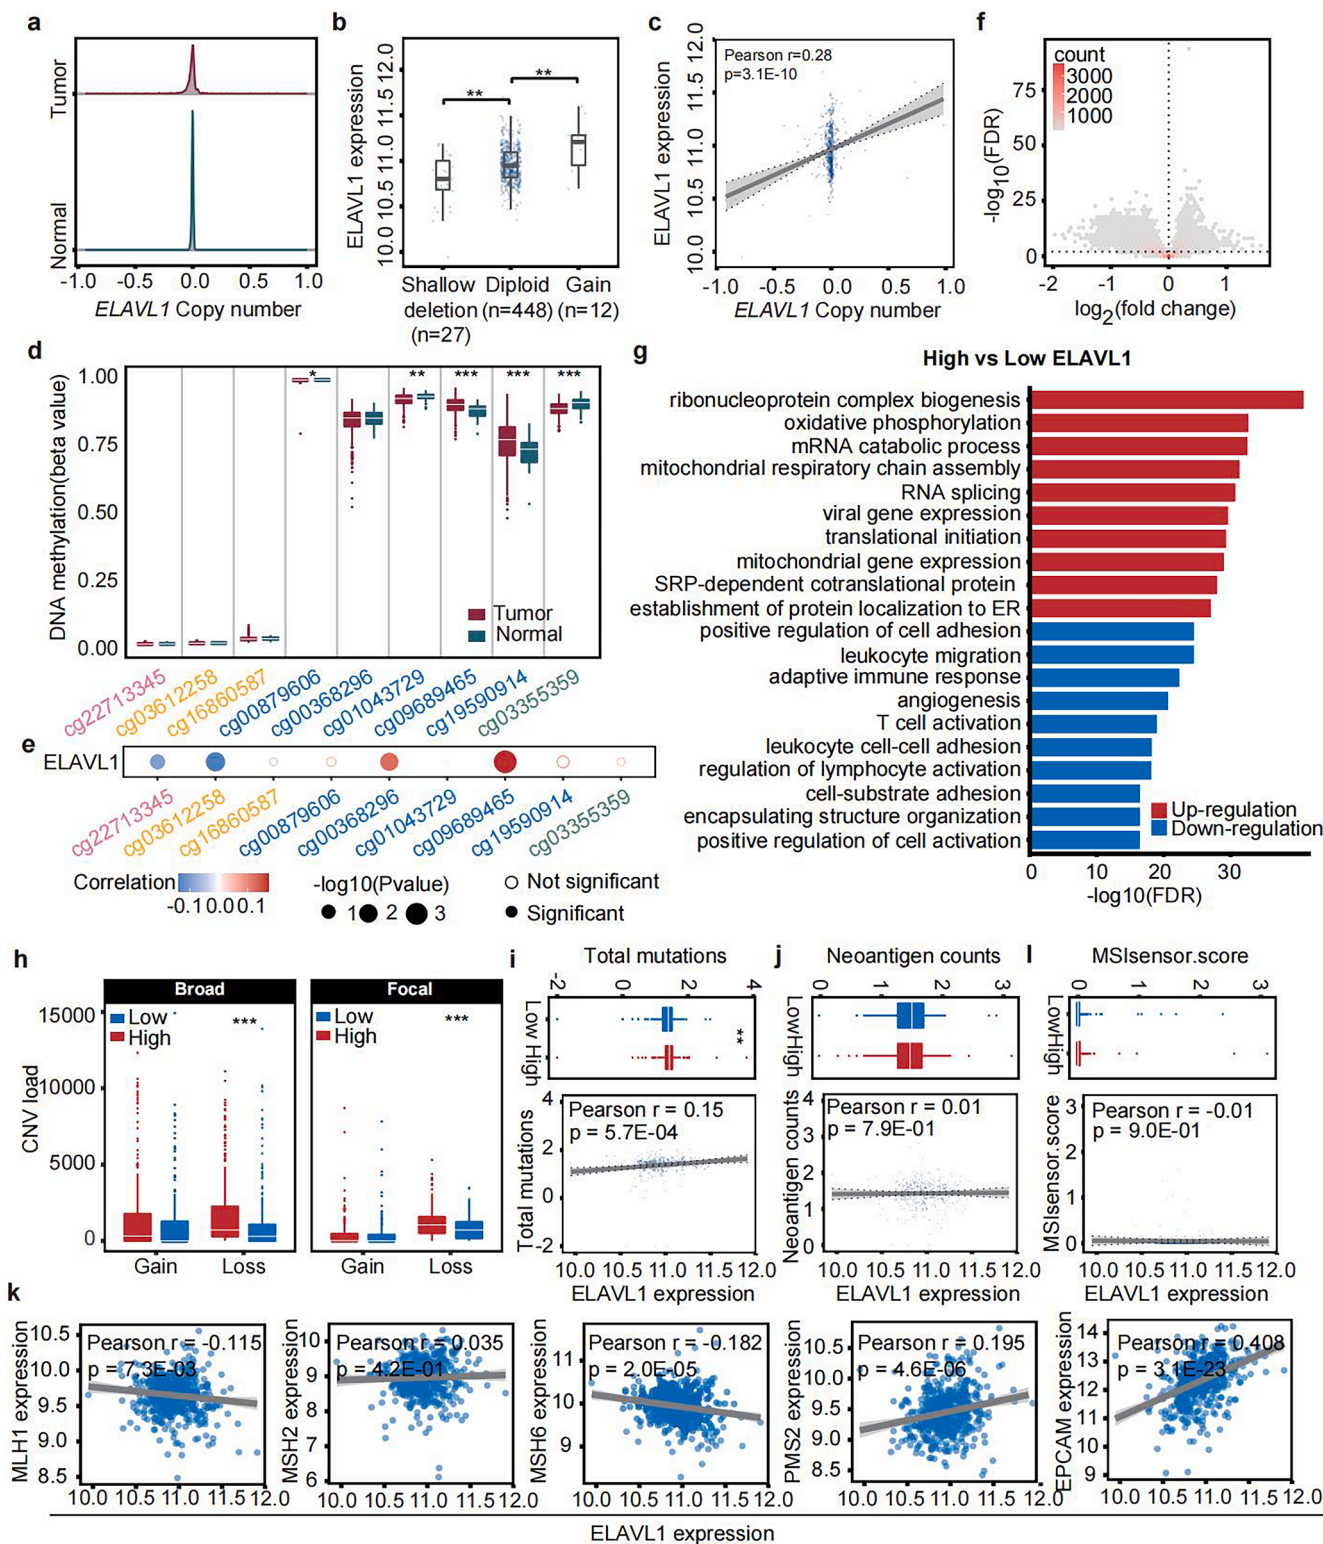 a
Tumor
Normal
-1.0 -0.5 0.0 0.5 1.0
ELAVL1 Copy number
b
ELAVL1 expression
10.0 10.5 11.0 11.5 12.0
**
**
Shallow Diploid Gain
deletion (n=448) (n=12)
(n=27)
c
ELAVL1 expression
10.0 10.5 11.0 11.5 12.0
Pearson r=0.28
p=3.1E-10
-1.0 -0.5 0.0 0.5 1.0
ELAVL1 Copy number
f
count
3000
2000
1000
-log10(FDR)
75
50
25
0
-2 -1 0 1
log2(fold change)
d
DNA methylation(beta value)
1.00
0.75
0.50
0.25
0.00
* ** *** *** ***
Tumor
Normal
cg22713345
cg03612258
cg16860587
cg00879606
cg00368296
cg01043729
cg09689465
cg19590914
cg03355359
e
ELAVL1
cg22713345
cg03612258
cg16860587
cg00879606
cg00368296
cg01043729
cg09689465
cg19590914
cg03355359
Correlation
-0.1 0.0 0.1
-log10(Pvalue)
1 2 3
Not significant
Significant
g
High vs Low ELAVL1
ribonucleoprotein complex biogenesis
oxidative phosphorylation
mRNA catabolic process
mitochondrial respiratory chain assembly
RNA splicing
viral gene expression
translational initiation
mitochondrial gene expression
SRP-dependent cotranslational protein
establishment of protein localization to ER
positive regulation of cell adhesion
leukocyte migration
adaptive immune response
angiogenesis
T cell activation
leukocyte cell-cell adhesion
regulation of lymphocyte activation
cell-substrate adhesion
encapsulating structure organization
positive regulation of cell activation
Up-regulation
Down-regulation
0 10 20 30
-log10(FDR)
h
Broad Focal
CNV load
15000
10000
5000
0
Low
High
***
Low
High
***
Gain Loss Gain Loss
i
Total mutations
-2 0 2 4
Low High
**
Total mutations
4
2
0
-2
Pearson r = 0.15
p = 5.7E-04
10.0 10.5 11.0 12.0
ELAVL1 expression
j
Neoantigen counts
0 1 2 3
Low High
Neoantigen counts
4
3
2
1
0
Pearson r = 0.01
p = 7.9E-01
10.0 10.5 11.0 12.0
ELAVL1 expression
l
MSIsensor.score
0 1 2 3
Low High
MSIsensor.score
3
2
1
0
Pearson r = -0.01
p = 9.0E-01
10.0 10.5 11.0 12.0
ELAVL1 expression
k
MLH1 expression
10.5
10.0
9.5
9.0
8.5
Pearson r = -0.115
p = 7.3E-03
10.0 10.5 11.0 11.5 12.0
MSH2 expression
10
9
8
7
6
Pearson r = 0.035
p = 4.2E-01
10.0 10.5 11.0 11.5 12.0
MSH6 expression
11
10
9
Pearson r = -0.182
p = 2.0E-05
10.0 10.5 11.0 11.5 12.0
PMS2 expression
10.5
10.0
9.5
9.0
8.5
Pearson r = 0.195
p = 4.6E-06
10.0 10.5 11.0 11.5 12.0
EPCAM expression
14
13
12
11
10
9
Pearson r = 0.408
p = 3.1E-23
10.0 10.5 11.0 11.5 12.0
ELAVL1 expression